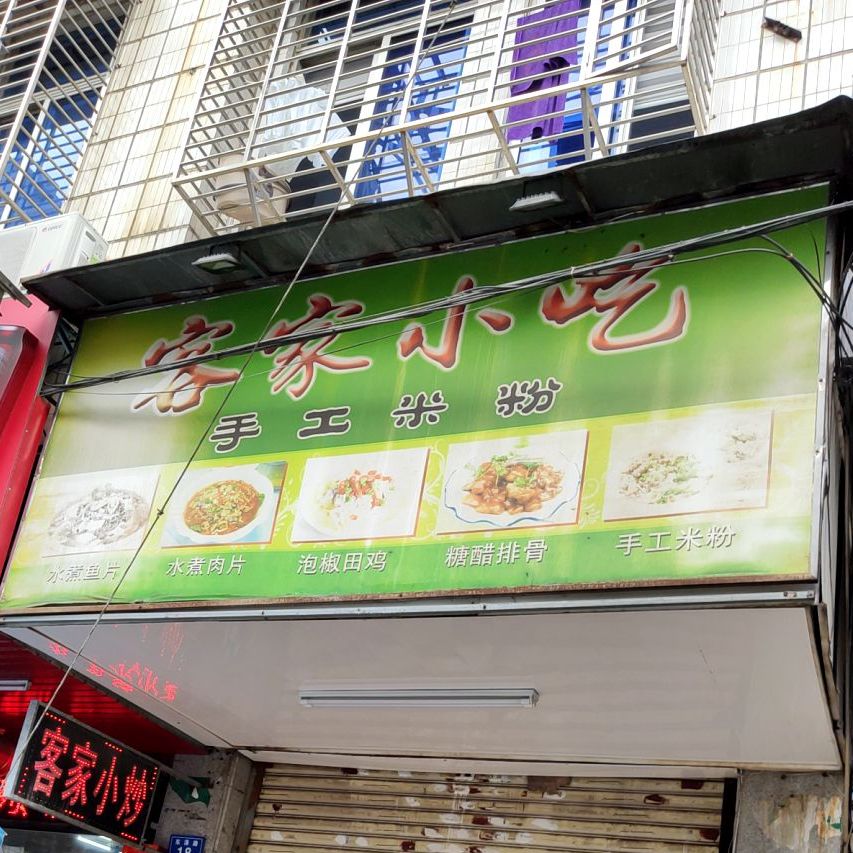 客家小吃
手工米粉
水煮鱼片
水煮肉片
泡椒田鸡
糖醋排骨
手工米粉
客家小炒
18